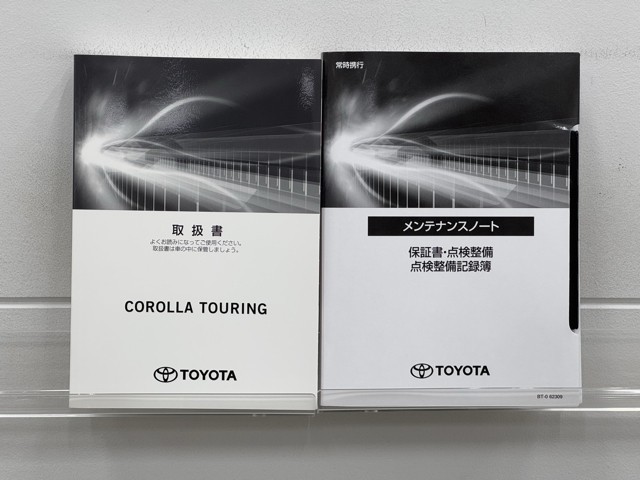 取扱書
よくお読みになってご使用ください。
取扱書は車の中に保管しましょう。
COROLLA TOURING
TOYOTA
常時携行
メンテナンスノート
保証書・点検整備
点検整備記録簿
TOYOTA